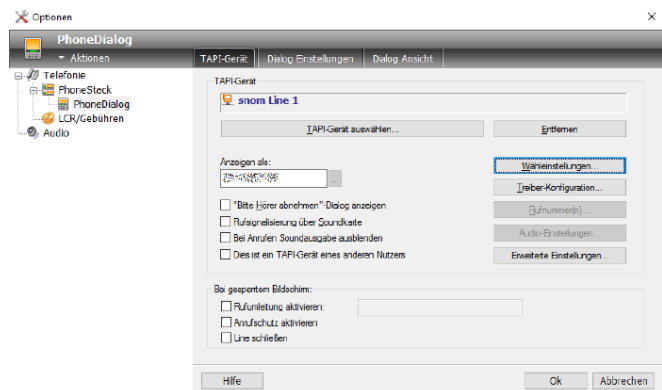 Optionen
PhoneDialog
Aktionen
Telefonie
PhoneStack
PhoneDialog
LCR/Gebühren
Audio
TAPI-Gerät Dialog Einstellungen Dialog Ansicht
TAPI-Gerät
snom Line 1
TAPI-Gerät auswählen... Entfernen
Anzeigen als:
Wähleinstellungen...
...
Treiber-Konfiguration...
"Bitte Hörer abnehmen"-Dialog anzeigen
Rufnummer(n) ...
Rufsignalisierung über Soundkarte
Audio-Einstellungen...
Bei Anrufen Soundausgabe ausblenden
Dies ist ein TAPI-Gerät eines anderen Nutzers
Erweiterte Einstellungen...
Bei gesperrtem Bildschirm:
Rufumleitung aktivieren:
Anrufschutz aktivieren
Line schließen
Hilfe Ok Abbrechen